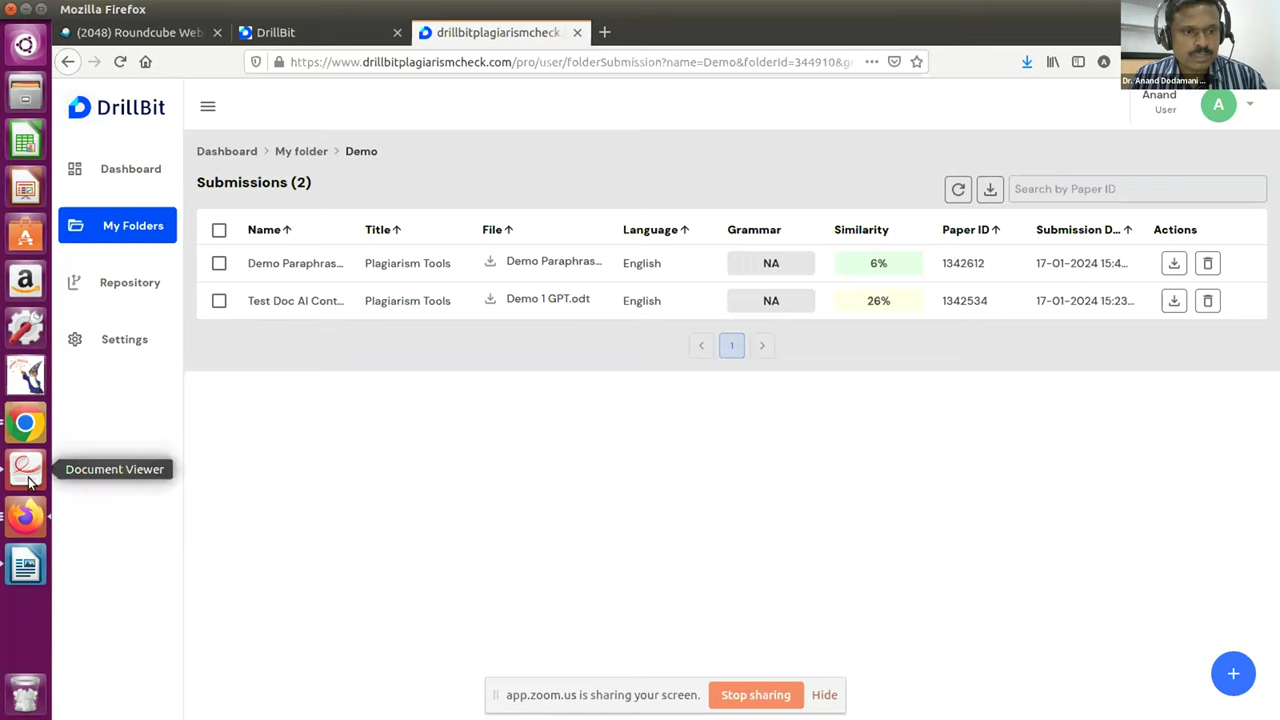 Mozilla Firefox
(2048) Roundcube Web
DrillBit
drillbitplagiarismcheck.
https://www.drillbitplagiarismcheck.com/pro/user/folderSubmission?name=Demo&folderId=344910&gr
Dr. Anand Dodamani ...
DrillBit
Anand
User
A
Dashboard
My Folders
Repository
Settings
Dashboard > My folder > Demo
Submissions (2)
Search by Paper ID
Name Title File Language Grammar Similarity Paper ID Submission D... Actions
Demo Paraphras... Plagiarism Tools Demo Paraphras... English NA 6% 1342612 17-01-2024 15:4...
Test Doc AI Cont... Plagiarism Tools Demo 1 GPT.odt English NA 26% 1342534 17-01-2024 15:23...
1
Document Viewer
app.zoom.us is sharing your screen. Stop sharing Hide